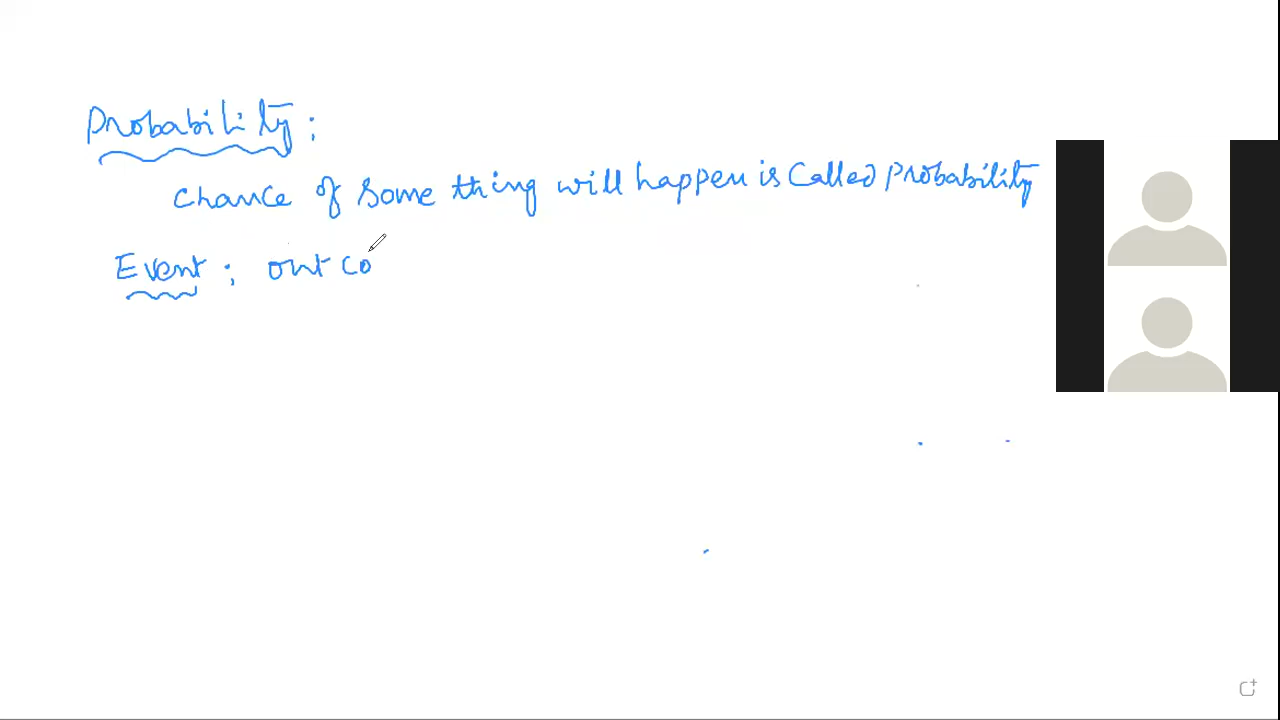 Probability :
Chance of some thing will happen is Called Probability
Event : out co